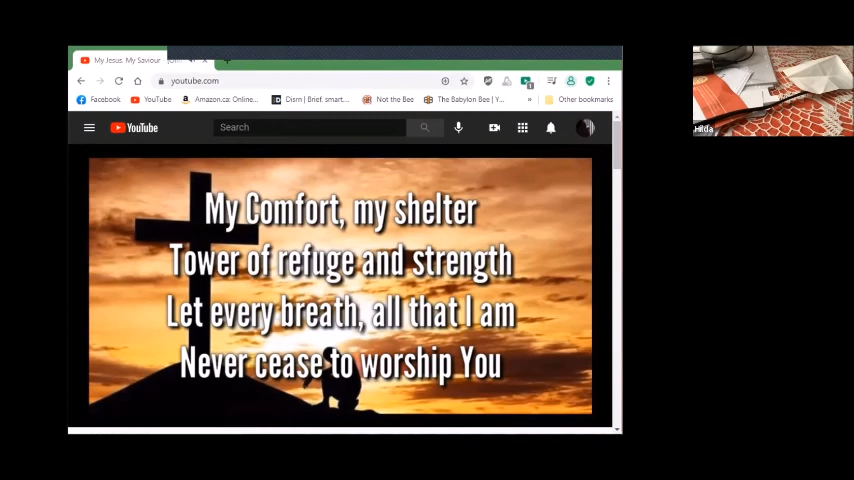 My Jesus, My Saviour
youtube.com
Facebook
YouTube
Amazon.ca: Online...
Disrn | Brief, smart....
Not the Bee
The Babylon Bee | Y...
»
Other bookmarks
YouTube
Search
My Comfort, my shelter
Tower of refuge and strength
Let every breath, all that I am
Never cease to worship You
Hilda